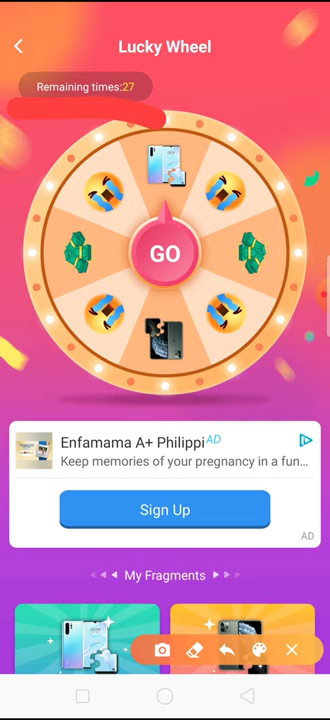 Lucky Wheel
Remaining times:27
GO
Enfamama A+ Philippi AD
Keep memories of your pregnancy in a fun...
Sign Up
AD
My Fragments